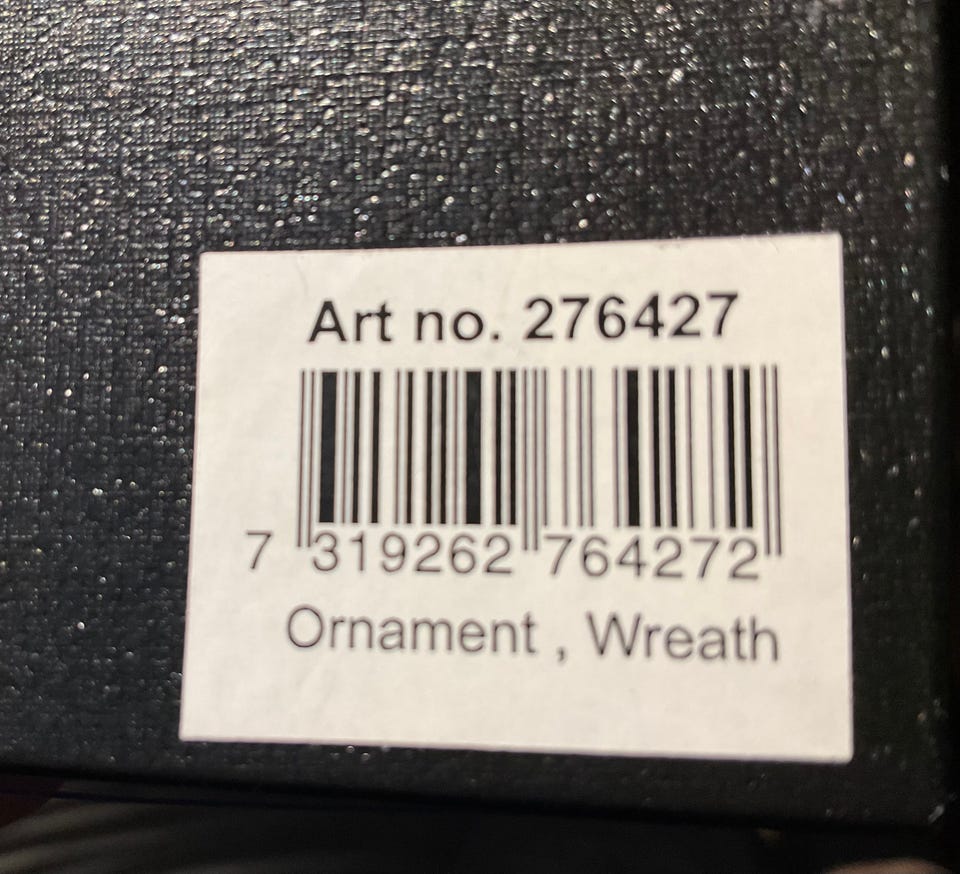 Art no. 276427
7 319262 764272
Ornament , Wreath